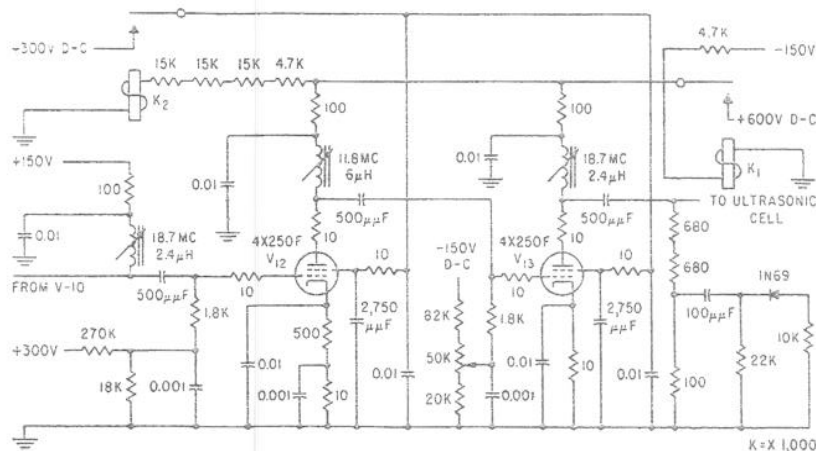 -300V D-C
15K 15K 15K 4.7K
4.7K
-150V
K2
100
100
+600V D-C
+150V
100
0.01
11.8MC
6μH
0.01
18.7MC
2.4μH
K1
TO ULTRASONIC
CELL
0.01
18.7MC
2.4μH
500μμF
500μμF
680
10
4X250F
V12
10
-150V
D-C
10
4X250F
V13
10
680
1N69
FROM V-10
500μμF
10
10
100μμF
1.8K
2,750
μμF
82K
1.8K
2,750
μμF
10K
270K
500
+300V
0.01
50K
0.01
22K
18K
0.001
0.001
10
0.01
20K
0.001
10
0.01
100
K=X 1,000